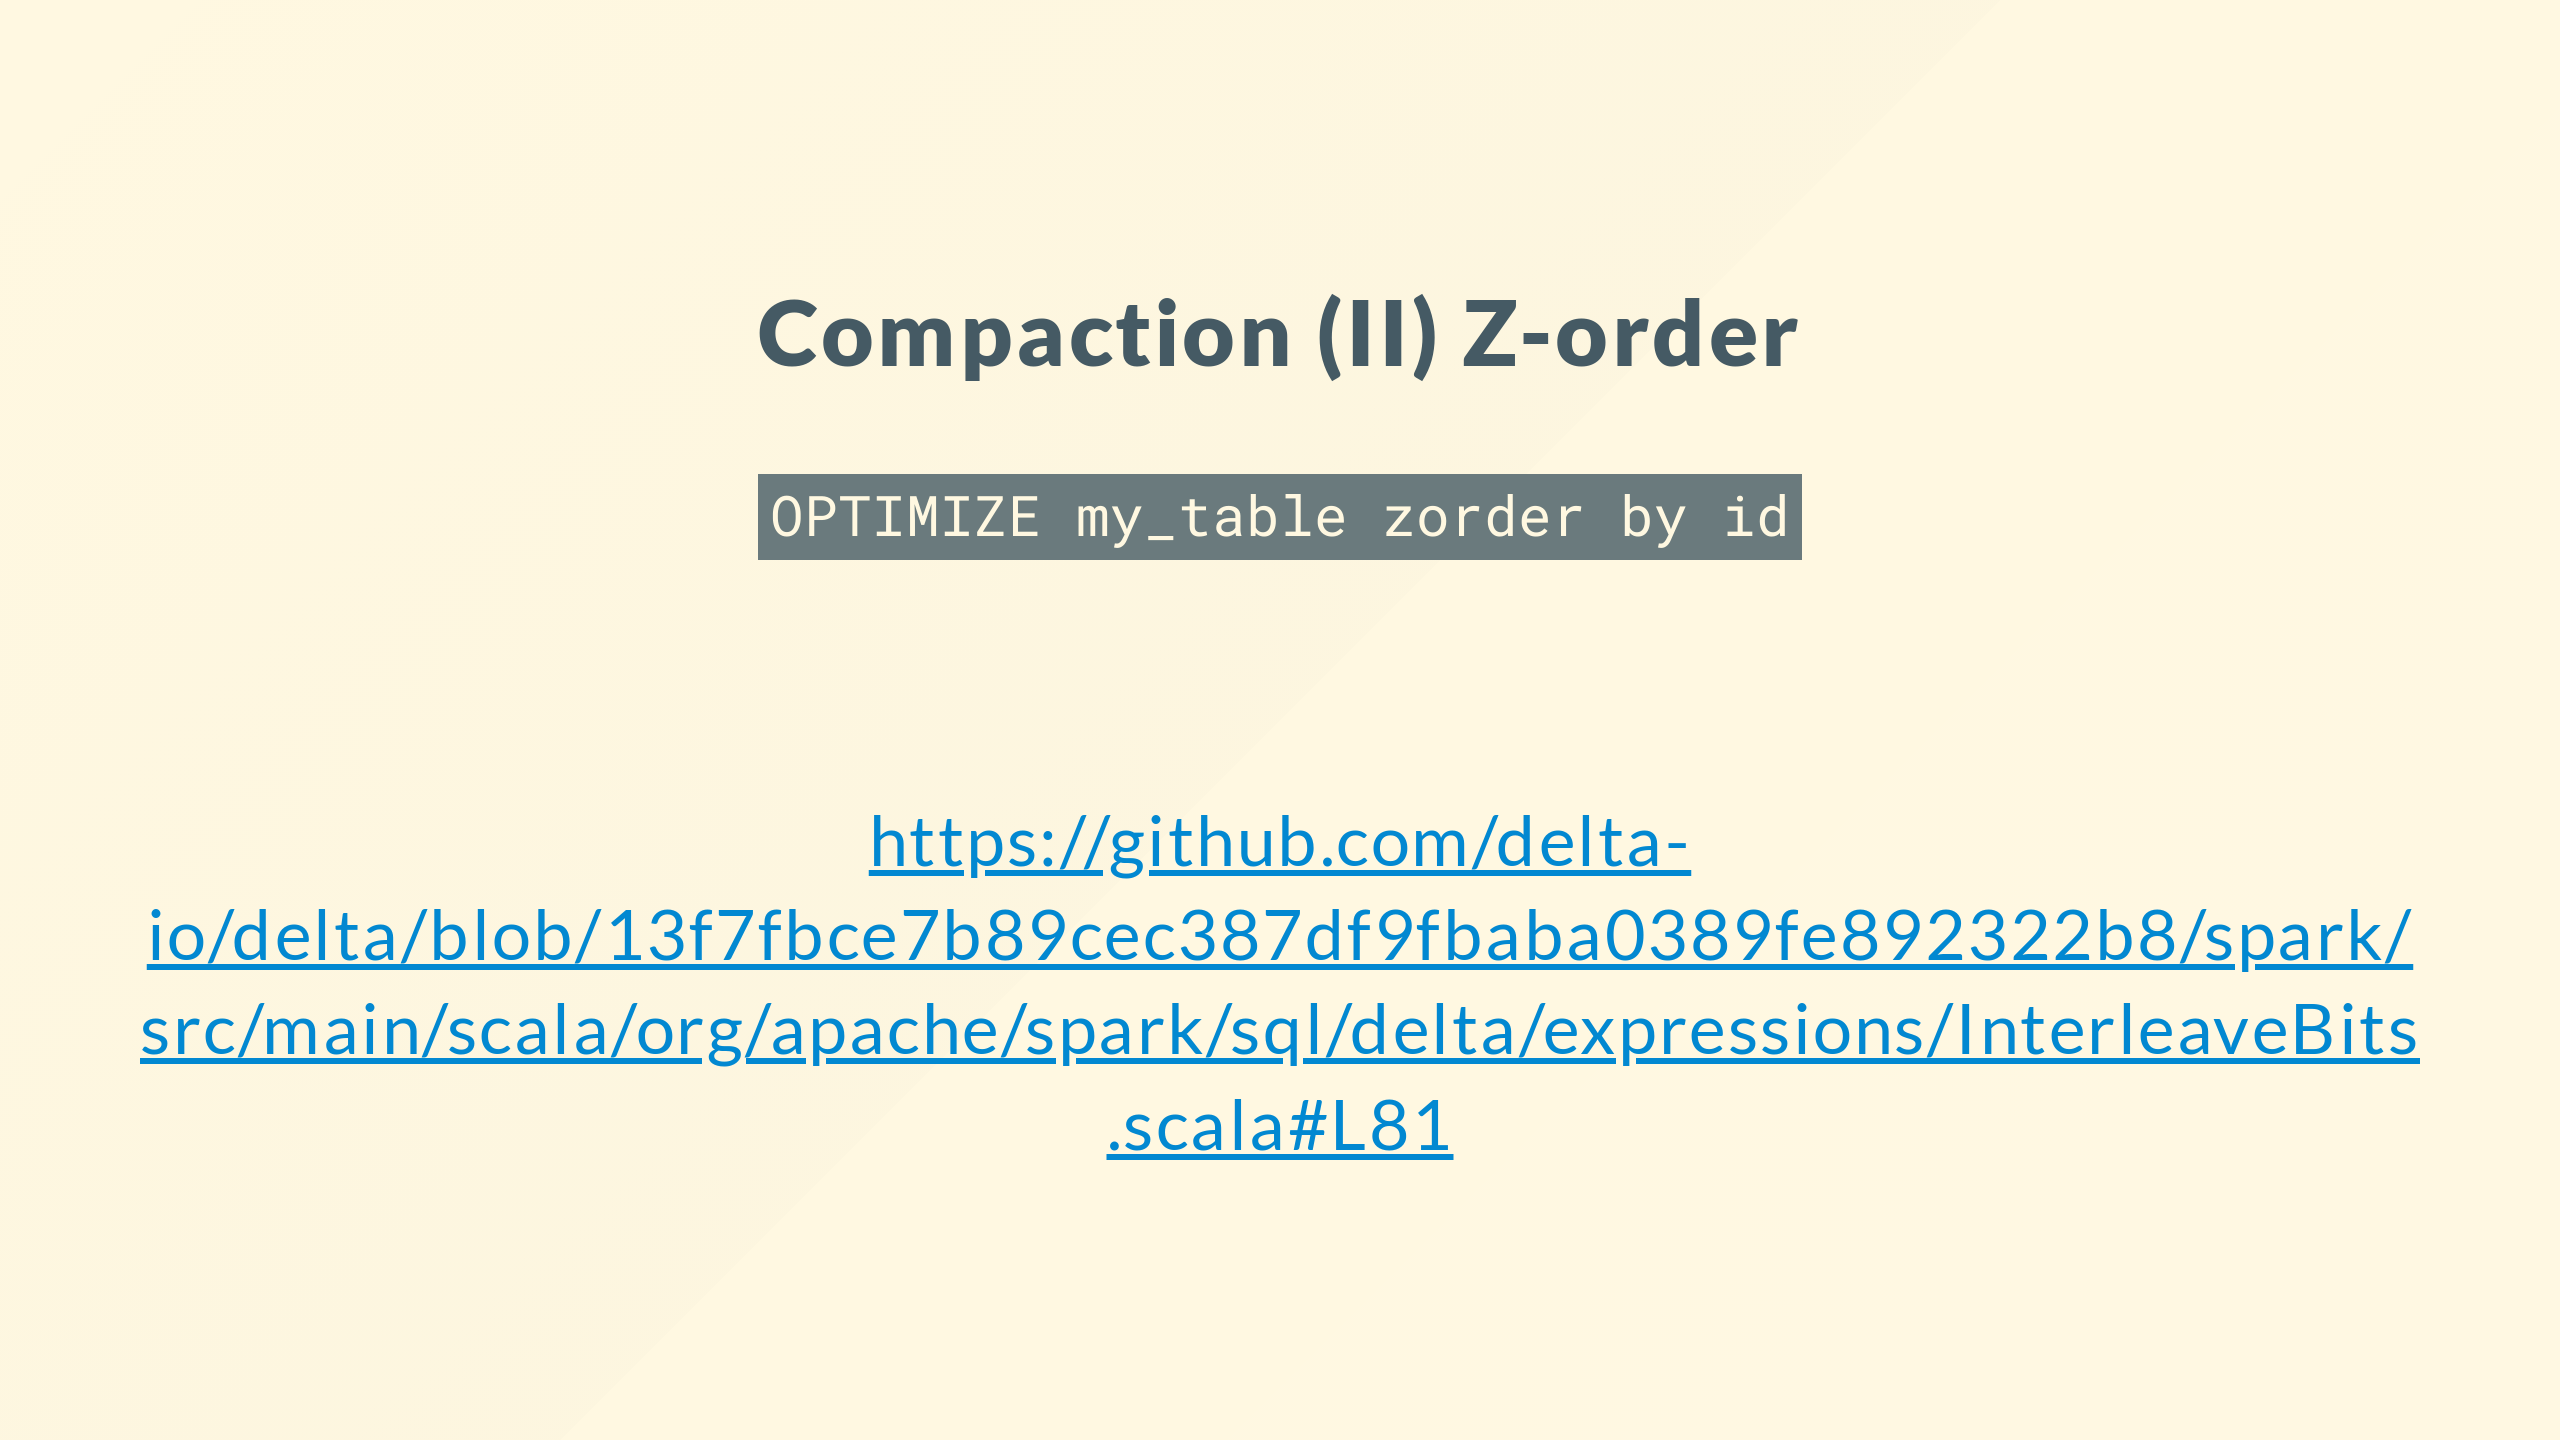 Compaction (II) Z-order
OPTIMIZE my_table zorder by id
https://github.com/delta-
io/delta/blob/13f7fbce7b89cec387df9fbaba0389fe892322b8/spark/
src/main/scala/org/apache/spark/sql/delta/expressions/InterleaveBits
.scala#L81